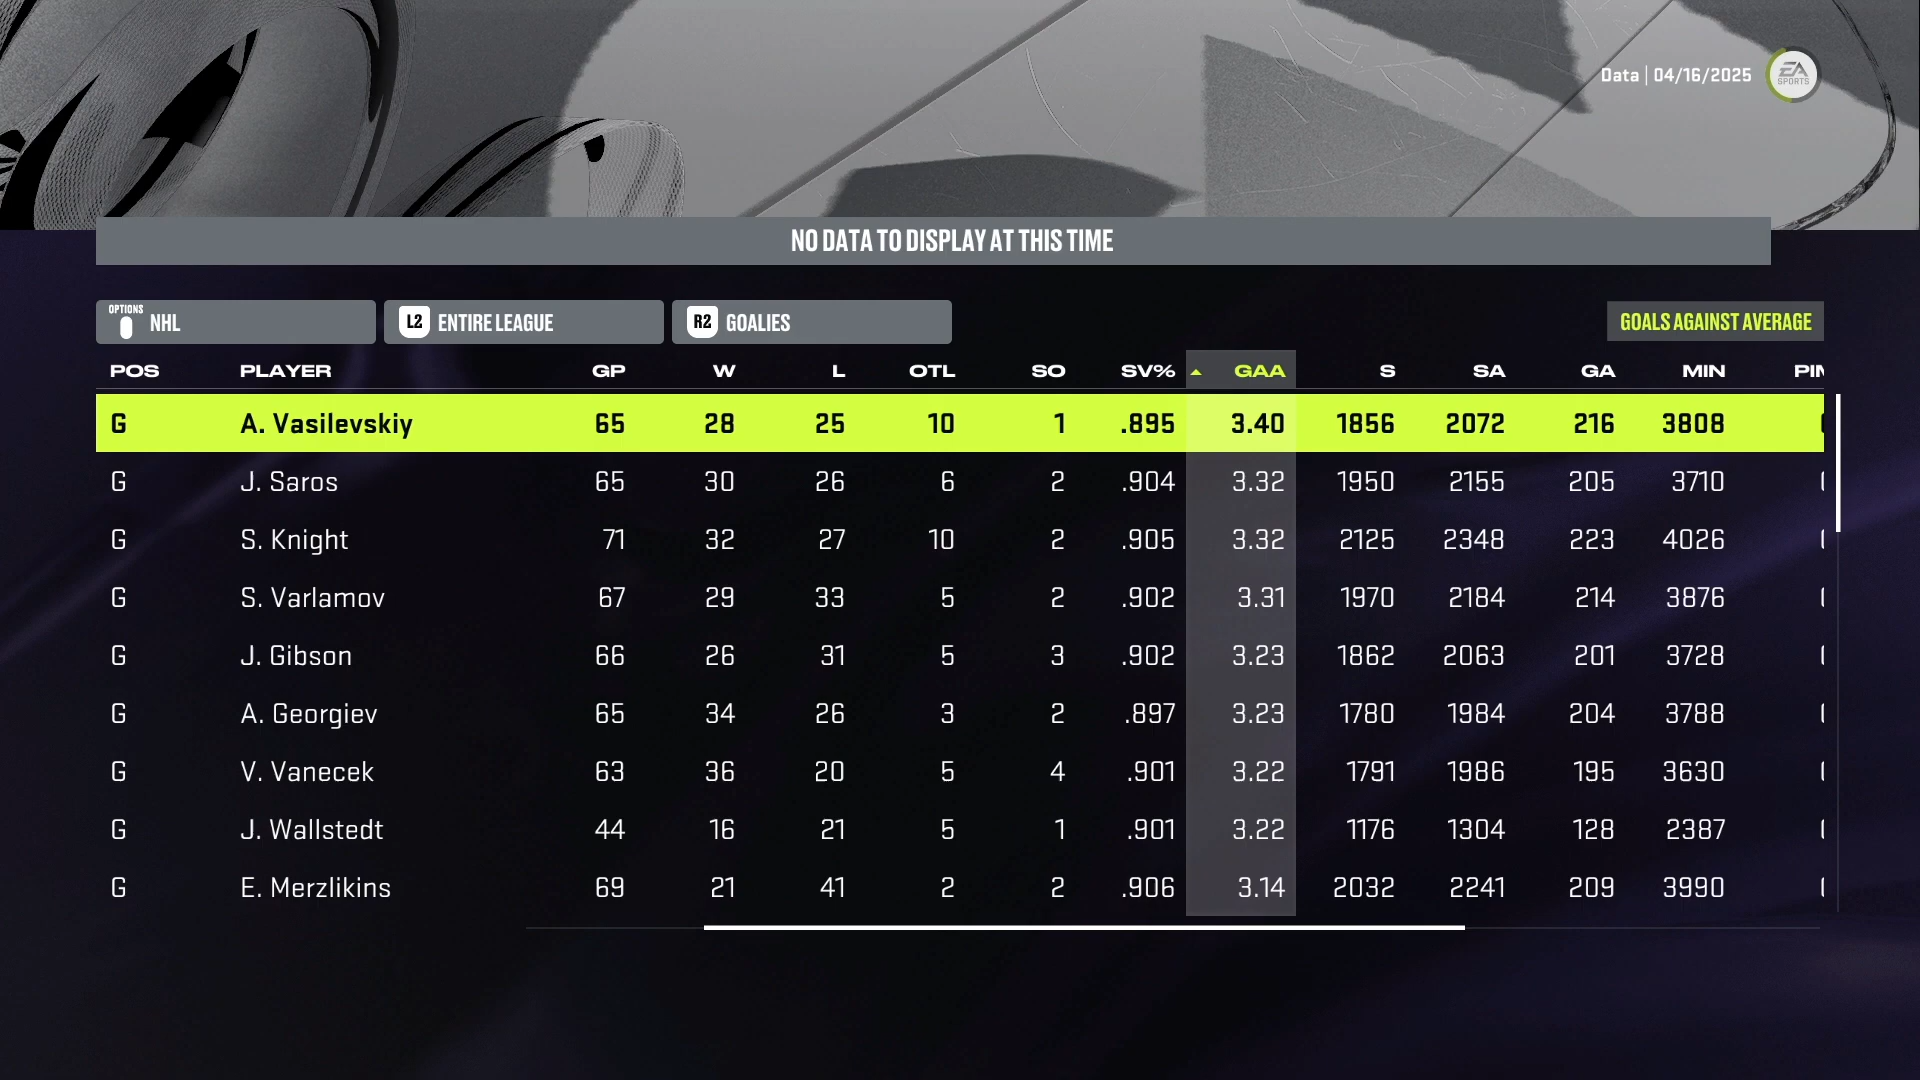 Data | 04/16/2025
EA SPORTS
NO DATA TO DISPLAY AT THIS TIME
OPTIONS NHL L2 ENTIRE LEAGUE R2 GOALIES GOALS AGAINST AVERAGE
POS PLAYER GP W L OTL SO SV% GAA S SA GA MIN
G A. Vasilevskiy 65 28 25 10 1 .895 3.40 1856 2072 216 3808
G J. Saros 65 30 26 6 2 .904 3.32 1950 2155 205 3710
G S. Knight 71 32 27 10 2 .905 3.32 2125 2348 223 4026
G S. Varlamov 67 29 33 5 2 .902 3.31 1970 2184 214 3876
G J. Gibson 66 26 31 5 3 .902 3.23 1862 2063 201 3728
G A. Georgiev 65 34 26 3 2 .897 3.23 1780 1984 204 3788
G V. Vanecek 63 36 20 5 4 .901 3.22 1791 1986 195 3630
G J. Wallstedt 44 16 21 5 1 .901 3.22 1176 1304 128 2387
G E. Merzlikins 69 21 41 2 2 .906 3.14 2032 2241 209 3990